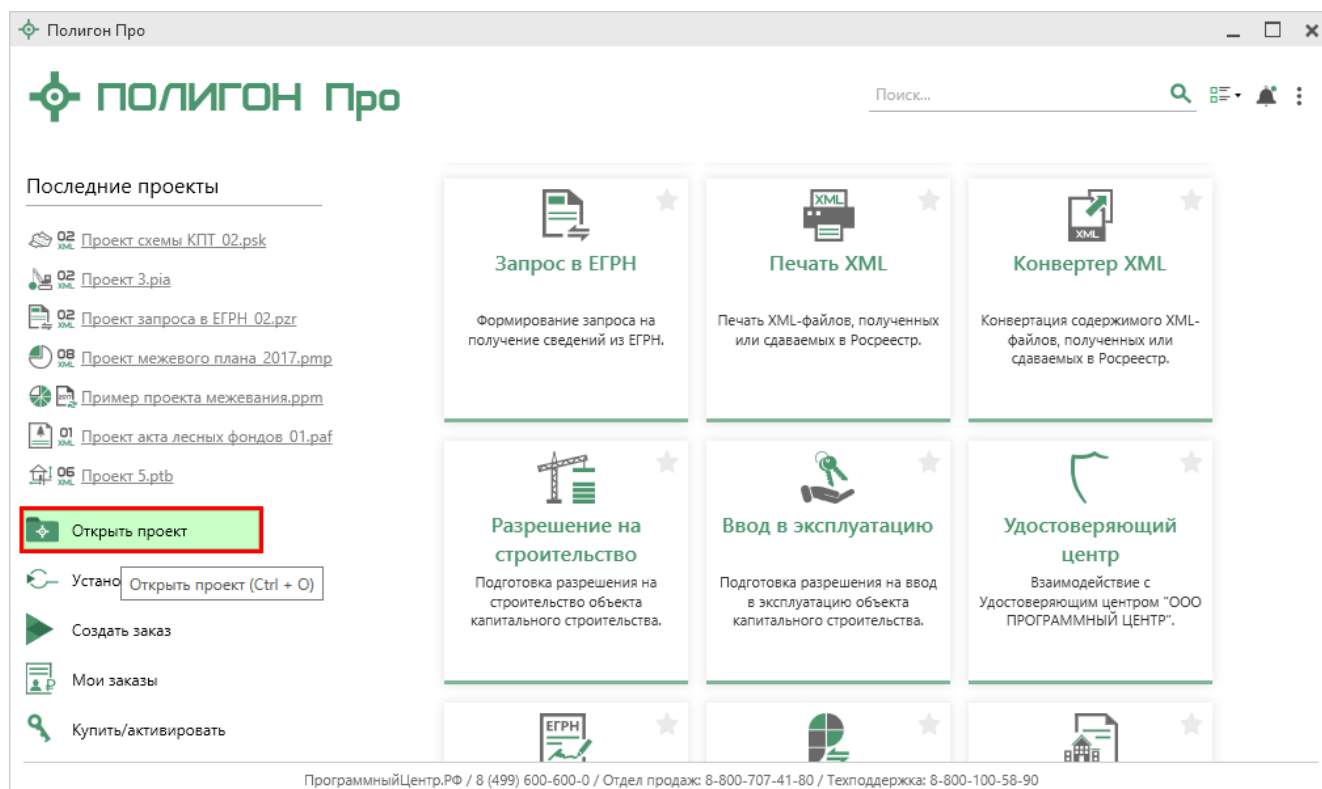 Полигон Про
ПОЛИГОН Про
Поиск...
Последние проекты
02 XML Проект схемы КПТ_02.psk
02 XML Проект 3.pia
02 XML Проект запроса в ЕГРН_02.pzr
08 XML Проект межевого плана_2017.pmp
Пример проекта межевания.ppm
01 XML Проект акта лесных фондов_01.paf
06 XML Проект 5.ptb
Открыть проект
Устано
Открыть проект (Ctrl + O)
Создать заказ
Мои заказы
Купить/активировать
Запрос в ЕГРН
Формирование запроса на
получение сведений из ЕГРН.
XML
Печать XML
Печать XML-файлов, полученных
или сдаваемых в Росреестр.
XML
Конвертер XML
Конвертация содержимого XML-
файлов, полученных или
сдаваемых в Росреестр.
Разрешение на
строительство
Подготовка разрешения на
строительство объекта
капитального строительства.
Ввод в эксплуатацию
Подготовка разрешения на ввод
в эксплуатацию объекта
капитального строительства.
Удостоверяющий
центр
Взаимодействие с
Удостоверяющим центром "ООО
ПРОГРАММНЫЙ ЦЕНТР".
ЕГРН
ПрограммныйЦентр.РФ / 8 (499) 600-600-0 / Отдел продаж: 8-800-707-41-80 / Техподдержка: 8-800-100-58-90